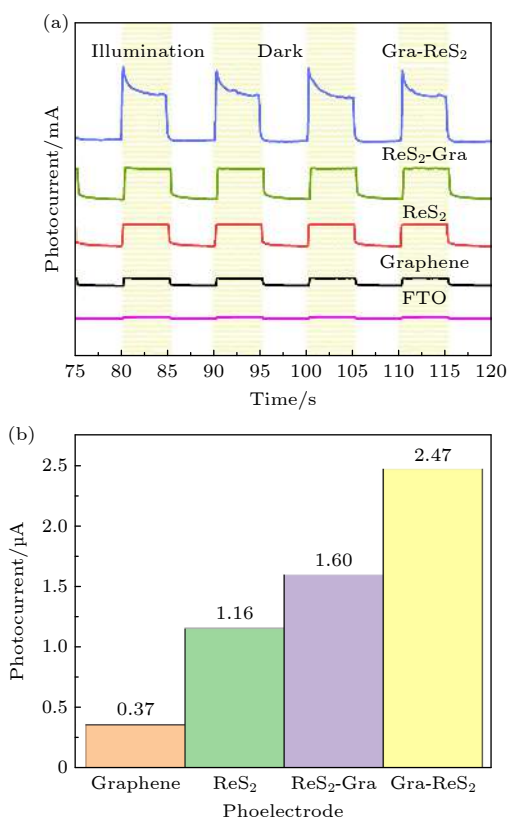 (a)
Illumination Dark Gra-ReS₂
ReS₂-Gra
ReS₂
Graphene
FTO
Photocurrent/mA
75 80 85 90 95 100 105 110 115 120
Time/s
(b)
2.47
2.5
2.0
1.60
1.5
1.16
1.0
0.5
0.37
0
Photocurrent/μA
Graphene ReS₂ ReS₂-Gra Gra-ReS₂
Phoelectrode